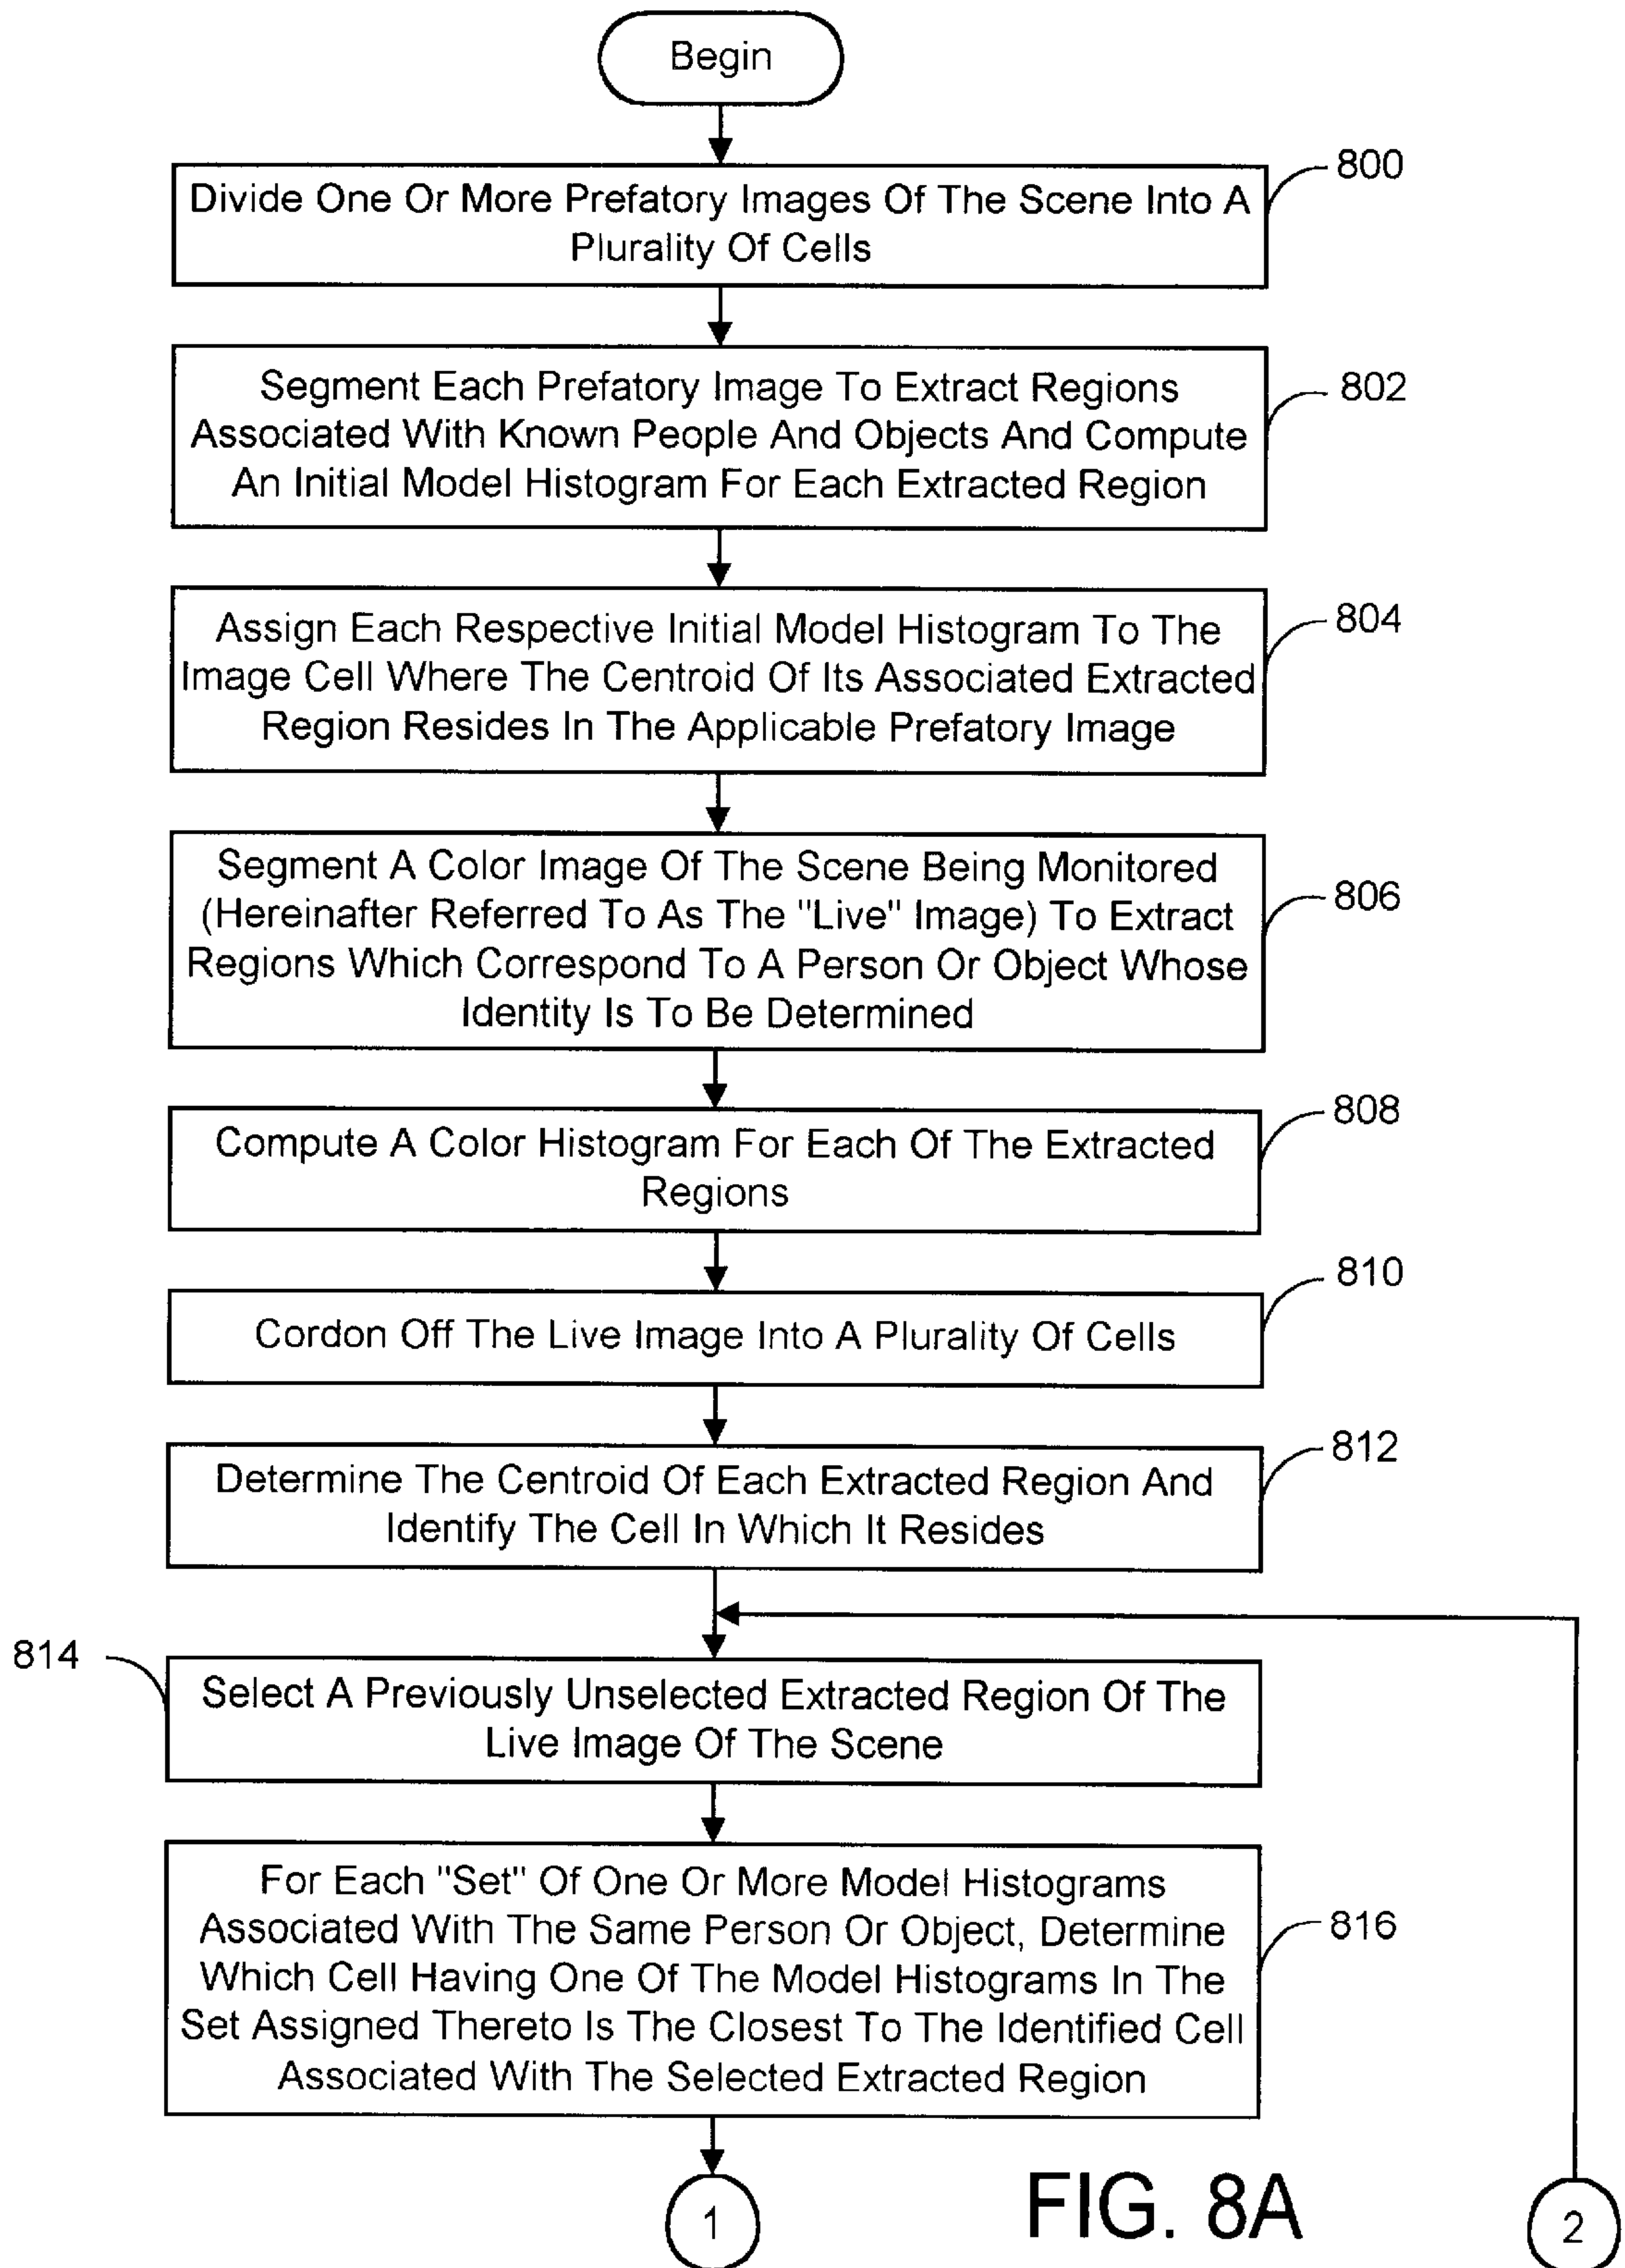 Begin
800
Divide One Or More Prefatory Images Of The Scene Into A
Plurality Of Cells
802
Segment Each Prefatory Image To Extract Regions
Associated With Known People And Objects And Compute
An Initial Model Histogram For Each Extracted Region
804
Assign Each Respective Initial Model Histogram To The
Image Cell Where The Centroid Of Its Associated Extracted
Region Resides In The Applicable Prefatory Image
806
Segment A Color Image Of The Scene Being Monitored
(Hereinafter Referred To As The "Live" Image) To Extract
Regions Which Correspond To A Person Or Object Whose
Identity Is To Be Determined
808
Compute A Color Histogram For Each Of The Extracted
Regions
810
Cordon Off The Live Image Into A Plurality Of Cells
812
Determine The Centroid Of Each Extracted Region And
Identify The Cell In Which It Resides
814
Select A Previously Unselected Extracted Region Of The
Live Image Of The Scene
816
For Each "Set" Of One Or More Model Histograms
Associated With The Same Person Or Object, Determine
Which Cell Having One Of The Model Histograms In The
Set Assigned Thereto Is The Closest To The Identified Cell
Associated With The Selected Extracted Region
1
FIG. 8A
2